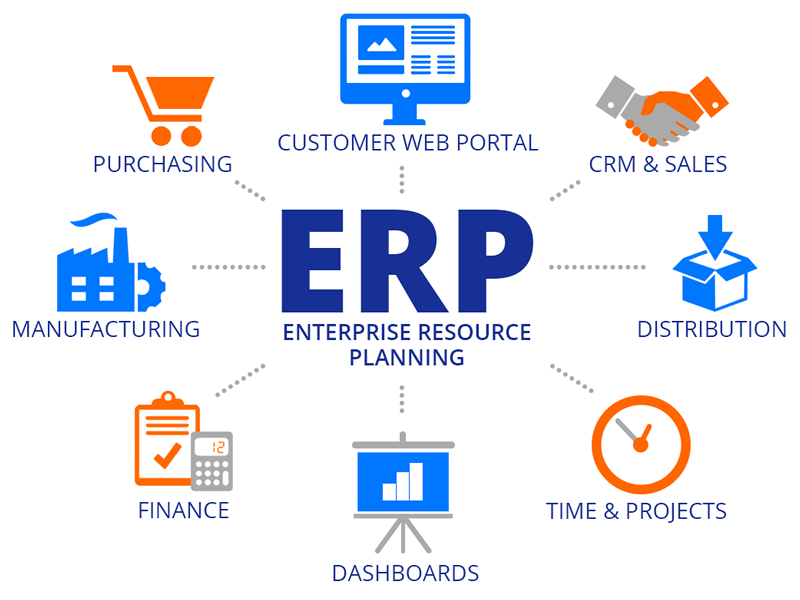 CUSTOMER WEB PORTAL
PURCHASING
CRM & SALES
ERP
ENTERPRISE RESOURCE
PLANNING
MANUFACTURING
DISTRIBUTION
12
FINANCE
TIME & PROJECTS
DASHBOARDS